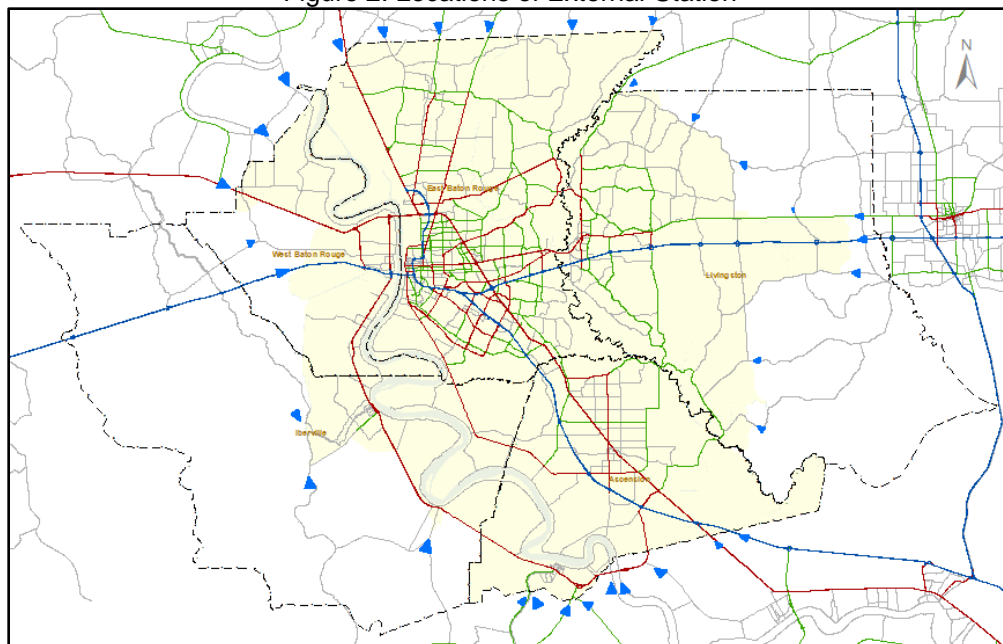 Figure 2. Locations of External Station
N
East Baton Rouge
West Baton Rouge
Livingston
Iberville
Ascension